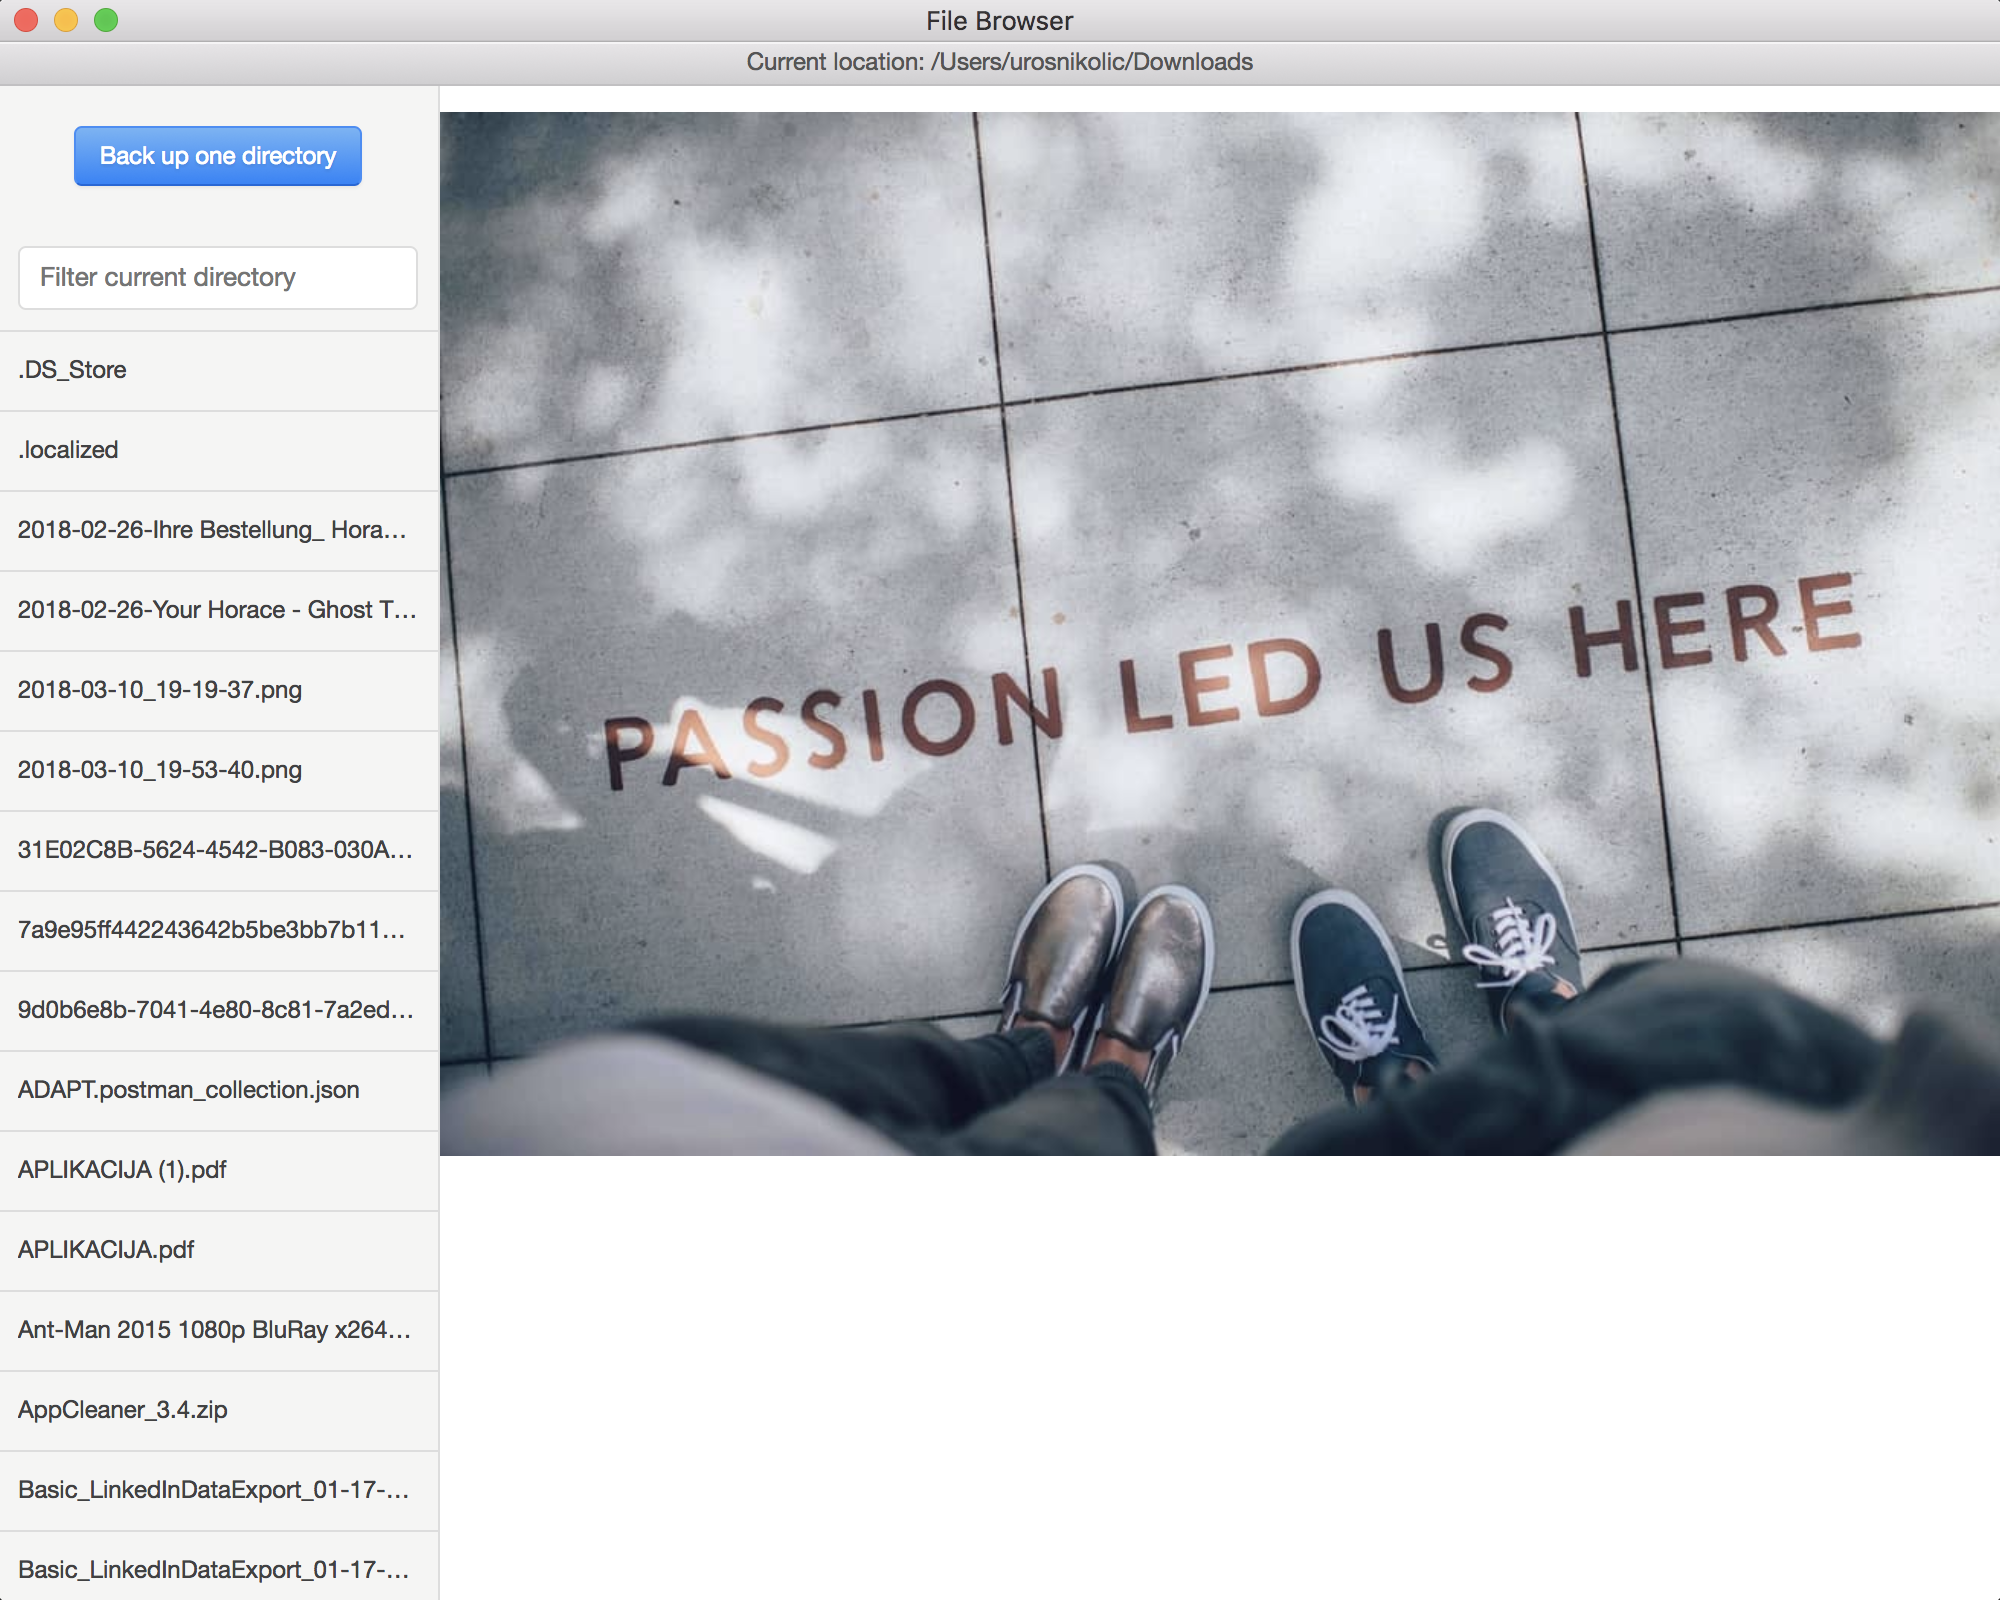 File Browser
Current location: /Users/urosnikolic/Downloads
Back up one directory
Filter current directory
.DS_Store
.localized
2018-02-26-Ihre Bestellung_ Hora…
2018-02-26-Your Horace - Ghost T…
2018-03-10_19-19-37.png
2018-03-10_19-53-40.png
31E02C8B-5624-4542-B083-030A…
7a9e95ff442243642b5be3bb7b11…
9d0b6e8b-7041-4e80-8c81-7a2ed…
ADAPT.postman_collection.json
APLIKACIJA (1).pdf
APLIKACIJA.pdf
Ant-Man 2015 1080p BluRay x264…
AppCleaner_3.4.zip
Basic_LinkedInDataExport_01-17-…
Basic_LinkedInDataExport_01-17-…
PASSION LED US HERE